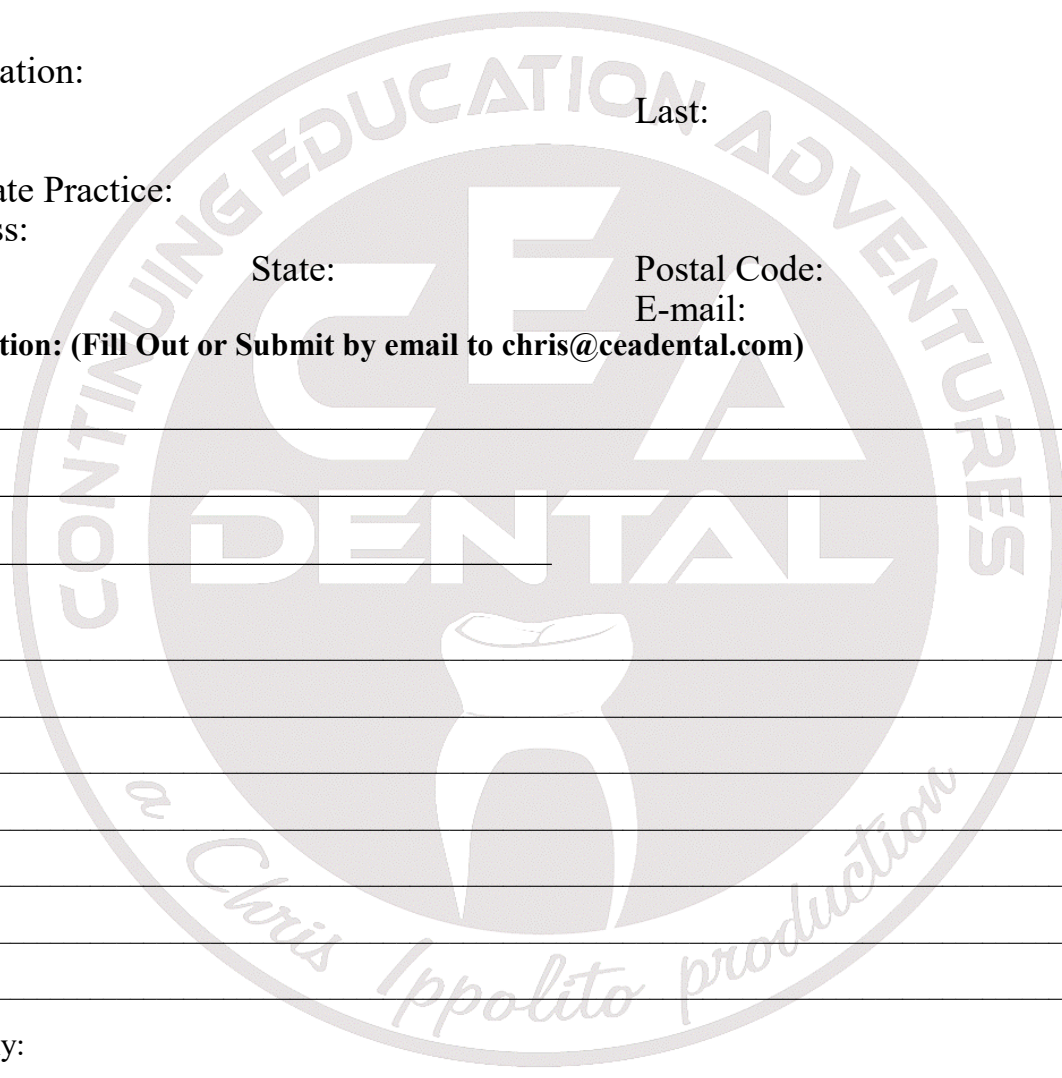 ation:
Last:
ate Practice:
ss:
State: Postal Code:
E-mail:
tion: (Fill Out or Submit by email to chris@ceadental.com)
y:
CONTINUING EDUCATION ADVENTURES
CEA
DENTAL
a Chris Ippolito production